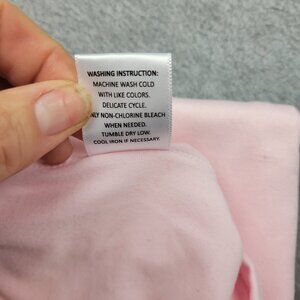 WASHING INSTRUCTION:
MACHINE WASH COLD
WITH LIKE COLORS.
DELICATE CYCLE.
NLY NON-CHLORINE BLEACH
WHEN NEEDED.
TUMBLE DRY LOW.
COOL IRON IF NECESSARY.